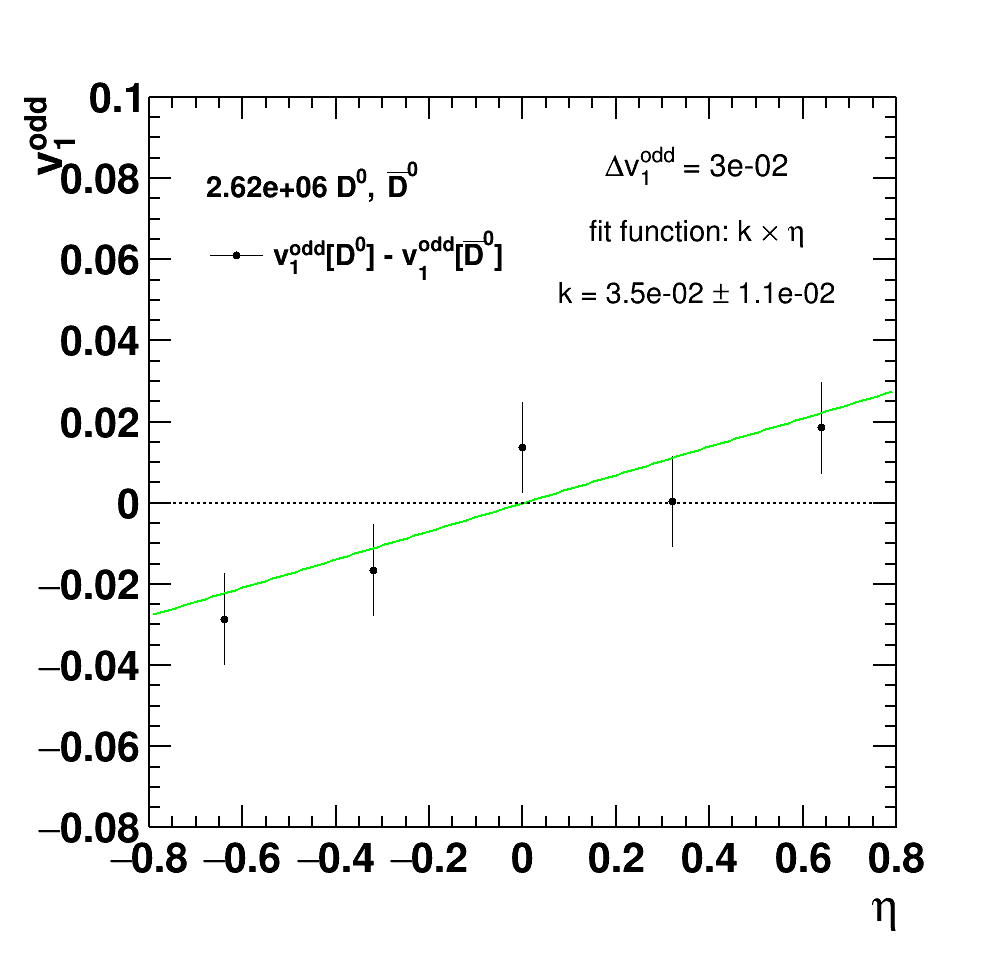 v₁ᵒᵈᵈ
0.1
0.08
0.06
0.04
0.02
0
−0.02
−0.04
−0.06
−0.08
2.62e+06 D⁰, D̅⁰
v₁ᵒᵈᵈ[D⁰] - v₁ᵒᵈᵈ[D̅⁰]
Δv₁ᵒᵈᵈ = 3e-02
fit function: k × η
k = 3.5e-02 ± 1.1e-02
−0.8 −0.6 −0.4 −0.2 0 0.2 0.4 0.6 0.8
η